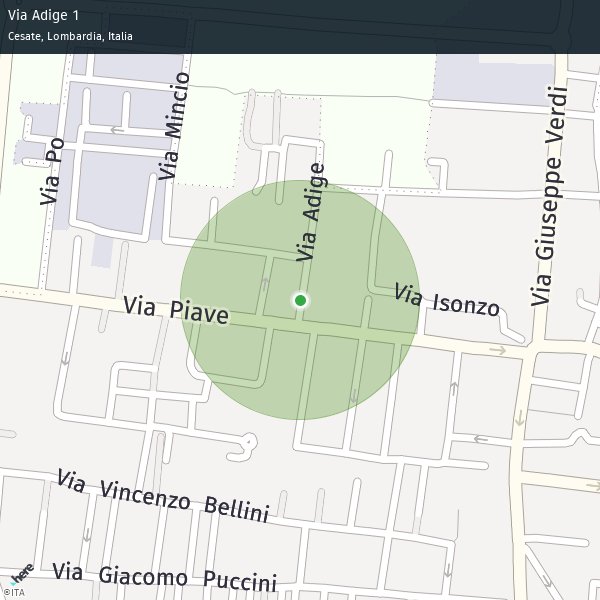 Via Adige 1
Cesate, Lombardia, Italia
Via Mincio
Via Po
Via Adige
Via Giuseppe Verdi
Via Piave
Via Isonzo
Via Vincenzo Bellini
Via Giacomo Puccini
here
©ITA